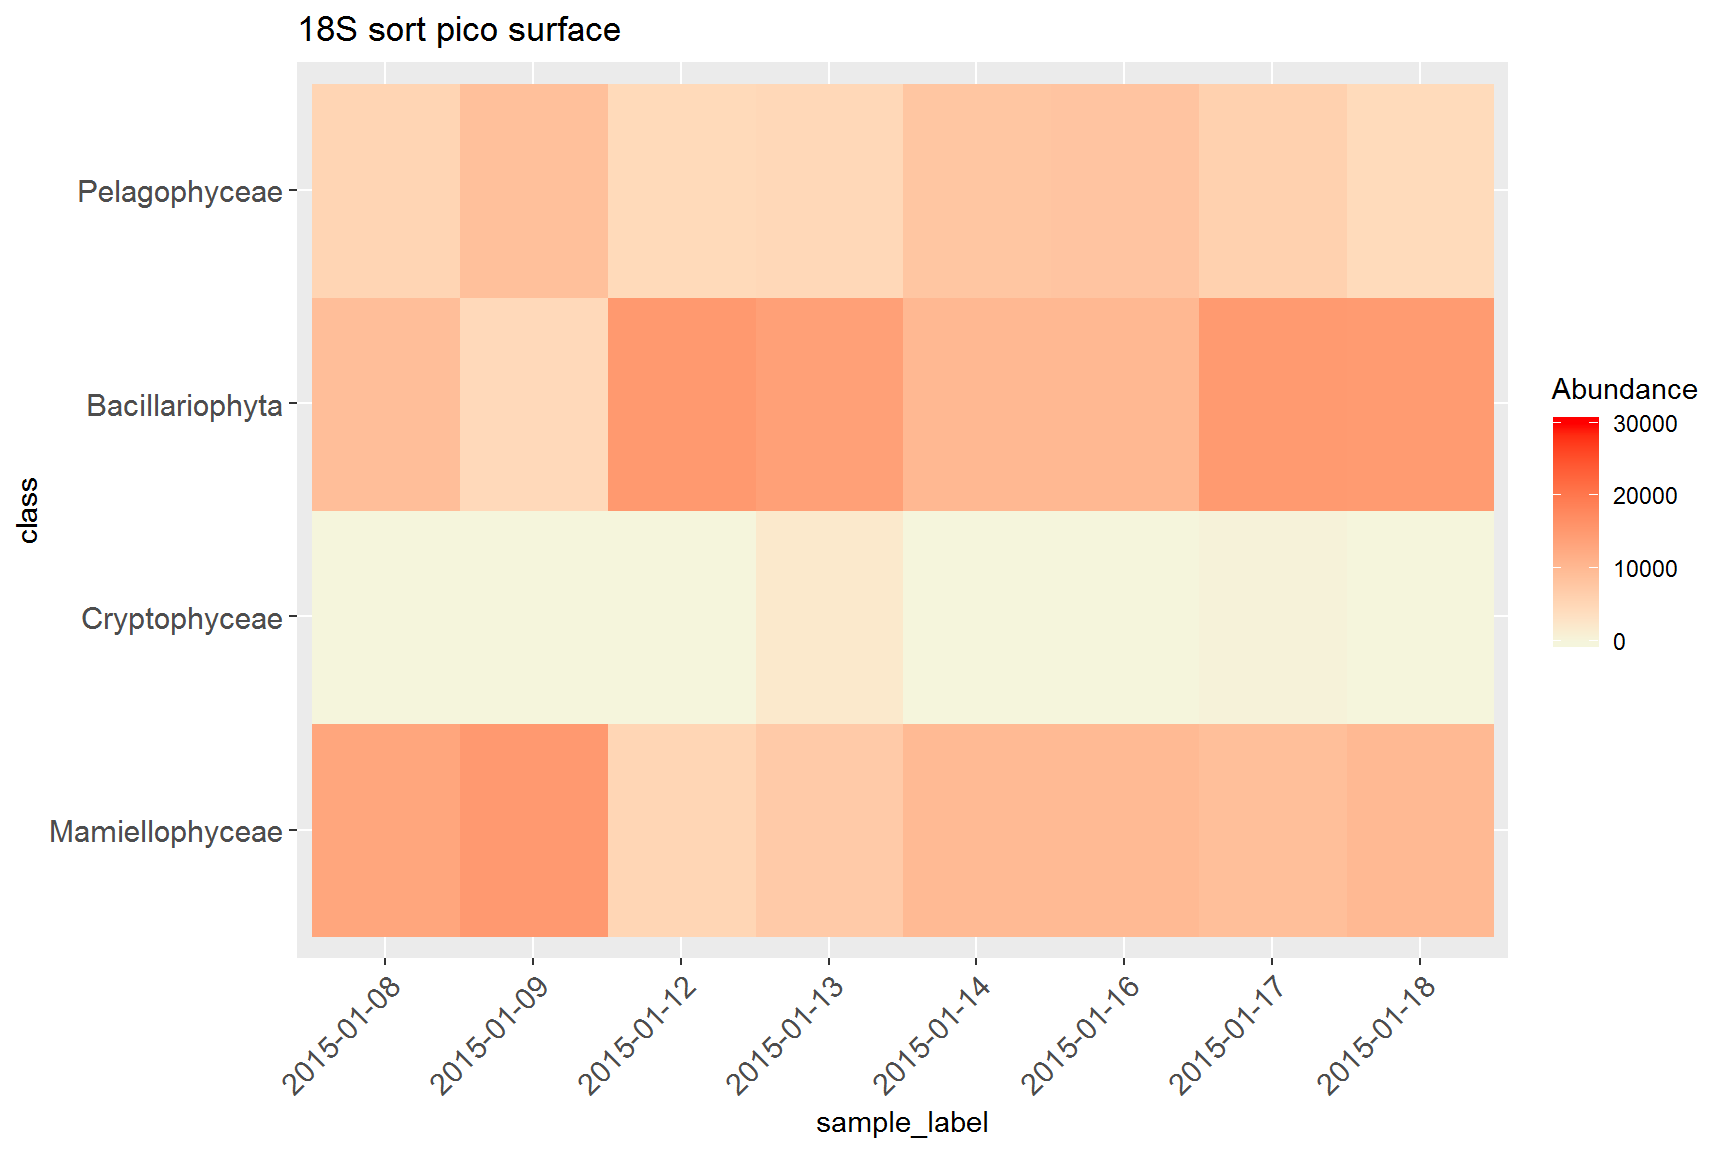 18S sort pico surface
Pelagophyceae
Bacillariophyta
Cryptophyceae
Mamiellophyceae
class
2015-01-08
2015-01-09
2015-01-12
2015-01-13
2015-01-14
2015-01-16
2015-01-17
2015-01-18
sample_label
Abundance
30000
20000
10000
0